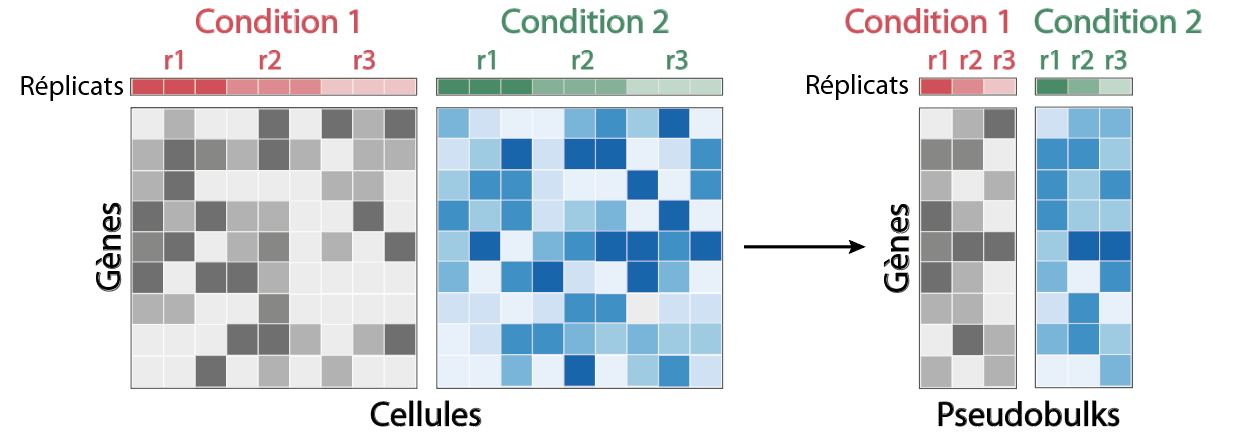 Condition 1 Condition 2 Condition 1 Condition 2
r1 r2 r3 r1 r2 r3 r1 r2 r3 r1 r2 r3
Réplicats Réplicats
Gènes Gènes
Cellules Pseudobulks